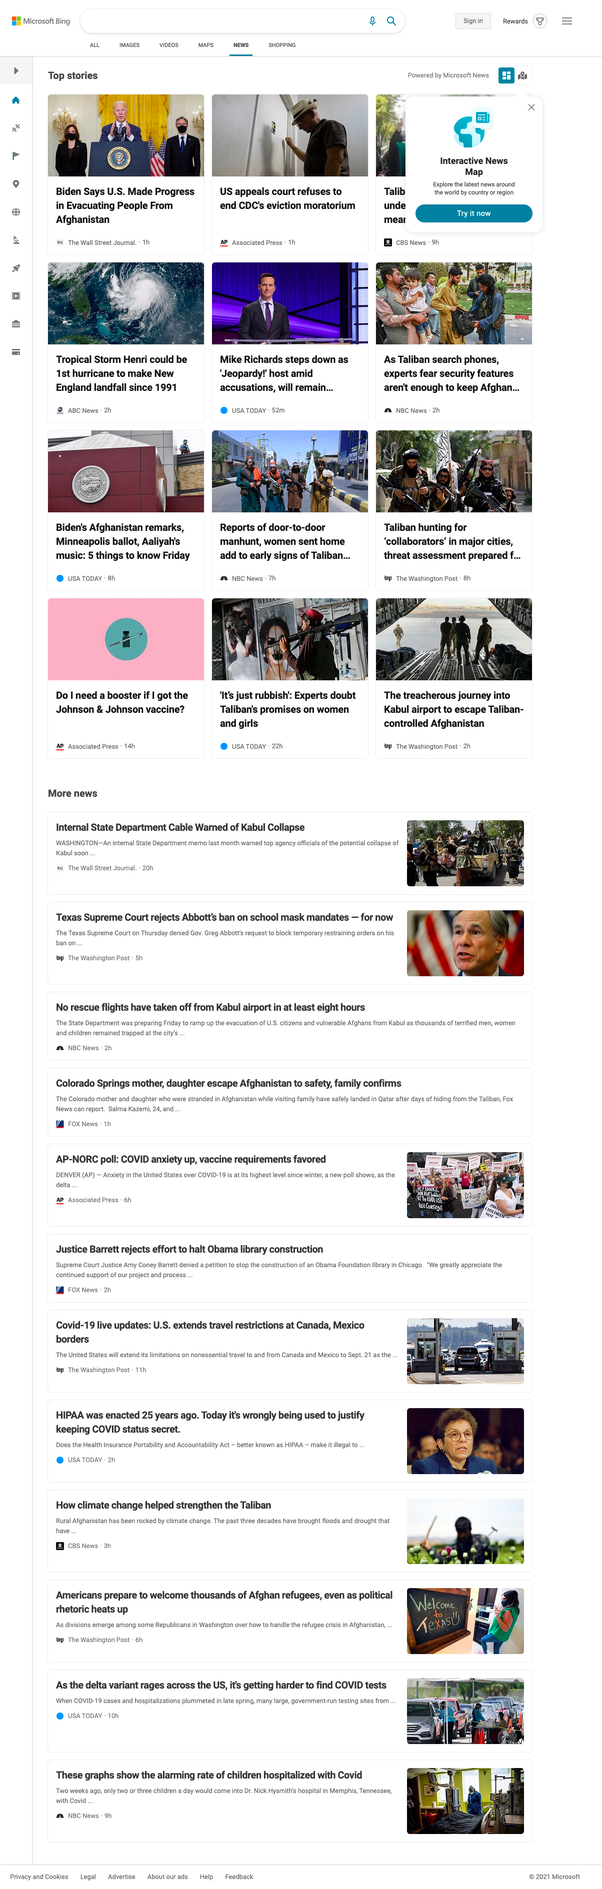 Microsoft Bing
Sign in
Rewards
ALL IMAGES VIDEOS MAPS NEWS SHOPPING
Top stories
Powered by Microsoft News
Interactive News
Map
Explore the latest news around
the world by country or region
Try it now
Biden Says U.S. Made Progress
in Evacuating People From
Afghanistan
The Wall Street Journal. · 1h
US appeals court refuses to
end CDC's eviction moratorium
AP Associated Press · 1h
Talib
unde
mean
CBS News · 9h
Tropical Storm Henri could be
1st hurricane to make New
England landfall since 1991
ABC News · 2h
Mike Richards steps down as
'Jeopardy!' host amid
accusations, will remain...
USA TODAY · 52m
As Taliban search phones,
experts fear security features
aren't enough to keep Afghan...
NBC News · 2h
Biden's Afghanistan remarks,
Minneapolis ballot, Aaliyah's
music: 5 things to know Friday
USA TODAY · 8h
Reports of door-to-door
manhunt, women sent home
add to early signs of Taliban...
NBC News · 7h
Taliban hunting for
‘collaborators’ in major cities,
threat assessment prepared f...
wp The Washington Post · 8h
Do I need a booster if I got the
Johnson & Johnson vaccine?
AP Associated Press · 14h
'It's just rubbish': Experts doubt
Taliban's promises on women
and girls
USA TODAY · 22h
The treacherous journey into
Kabul airport to escape Taliban-
controlled Afghanistan
wp The Washington Post · 2h
More news
Internal State Department Cable Warned of Kabul Collapse
WASHINGTON—An internal State Department memo last month warned top agency officials of the potential collapse of
Kabul soon ...
The Wall Street Journal. · 20h
Texas Supreme Court rejects Abbott’s ban on school mask mandates — for now
The Texas Supreme Court on Thursday denied Gov. Greg Abbott's request to block temporary restraining orders on his
ban on ...
wp The Washington Post · 5h
No rescue flights have taken off from Kabul airport in at least eight hours
The State Department was preparing Friday to ramp up the evacuation of U.S. citizens and vulnerable Afghans from Kabul as thousands of terrified men, women
and children remained trapped at the city's ...
NBC News · 2h
Colorado Springs mother, daughter escape Afghanistan to safety, family confirms
The Colorado mother and daughter who were stranded in Afghanistan while visiting family have safely landed in Qatar after days of hiding from the Taliban, Fox
News can report. Salma Kazemi, 24, and ...
FOX News · 1h
AP-NORC poll: COVID anxiety up, vaccine requirements favored
DENVER (AP) — Anxiety in the United States over COVID-19 is at its highest level since winter, a new poll shows, as the
delta ...
AP Associated Press · 6h
Justice Barrett rejects effort to halt Obama library construction
Supreme Court Justice Amy Coney Barrett denied a petition to stop the construction of an Obama Foundation library in Chicago. "We greatly appreciate the
continued support of our project and process ...
FOX News · 2h
Covid-19 live updates: U.S. extends travel restrictions at Canada, Mexico
borders
The United States will extend its limitations on nonessential travel to and from Canada and Mexico to Sept. 21 as the ...
wp The Washington Post · 11h
HIPAA was enacted 25 years ago. Today it's wrongly being used to justify
keeping COVID status secret.
Does the Health Insurance Portability and Accountability Act – better known as HIPAA – make it illegal to ...
USA TODAY · 2h
How climate change helped strengthen the Taliban
Rural Afghanistan has been rocked by climate change. The past three decades have brought floods and drought that
have ...
CBS News · 3h
Americans prepare to welcome thousands of Afghan refugees, even as political
rhetoric heats up
As divisions emerge among some Republicans in Washington over how to handle the refugee crisis in Afghanistan, ...
wp The Washington Post · 6h
Welcome
to
TEXAS
As the delta variant rages across the US, it's getting harder to find COVID tests
When COVID-19 cases and hospitalizations plummeted in late spring, many large, government-run testing sites from ...
USA TODAY · 10h
These graphs show the alarming rate of children hospitalized with Covid
Two weeks ago, only two or three children a day would come into Dr. Nick Hysmith's hospital in Memphis, Tennessee,
with Covid ...
NBC News · 9h
Privacy and Cookies Legal Advertise About our ads Help Feedback
© 2021 Microsoft